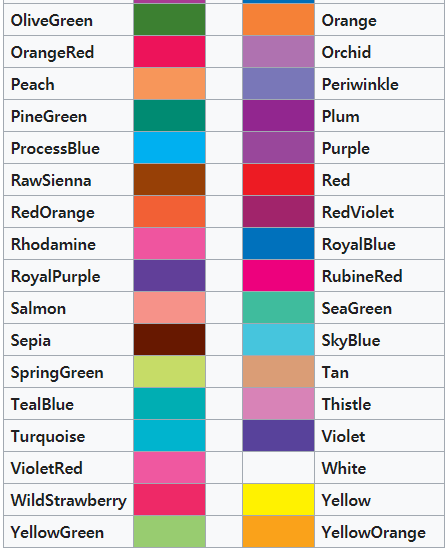 OliveGreen Orange
OrangeRed Orchid
Peach Periwinkle
PineGreen Plum
ProcessBlue Purple
RawSienna Red
RedOrange RedViolet
Rhodamine RoyalBlue
RoyalPurple RubineRed
Salmon SeaGreen
Sepia SkyBlue
SpringGreen Tan
TealBlue Thistle
Turquoise Violet
VioletRed White
WildStrawberry Yellow
YellowGreen YellowOrange